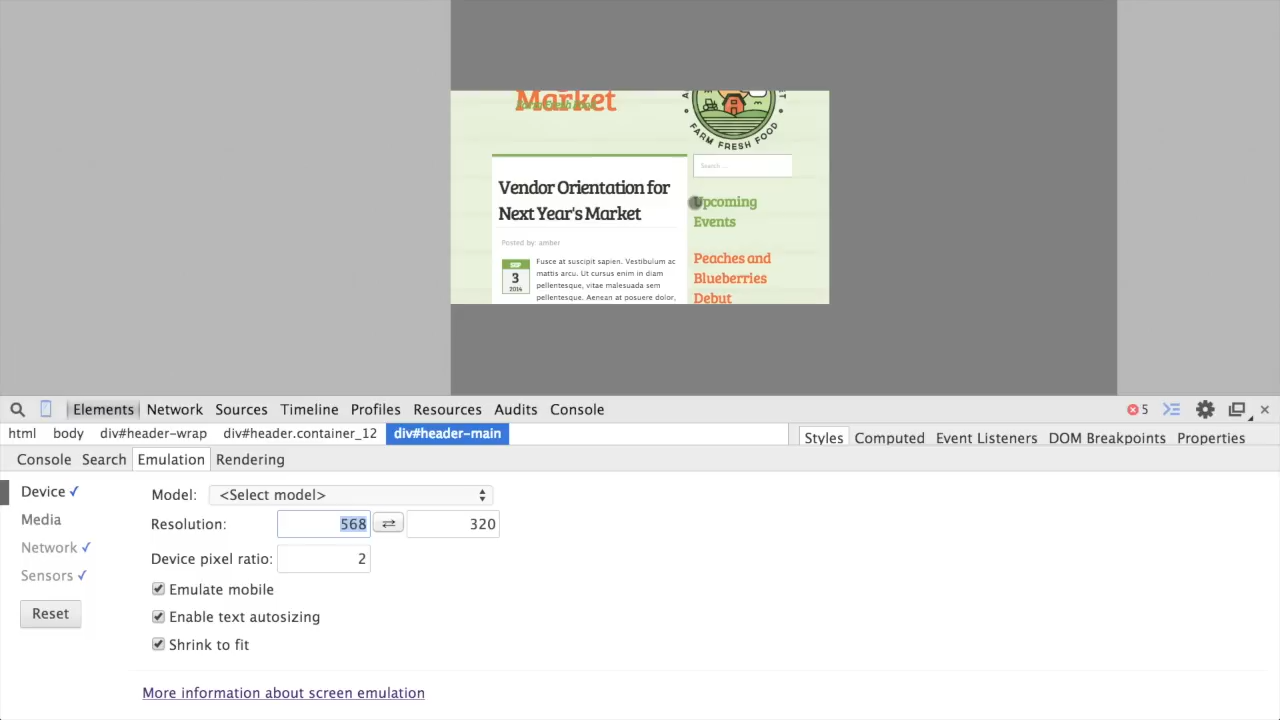 Market
FARM FRESH FOOD
Search ...
Vendor Orientation for
Next Year's Market
Upcoming
Events
Posted by: amber
SEP
3
2014
Fusce at suscipit sapien. Vestibulum ac
mattis arcu. Ut cursus enim in diam
pellentesque, vitae malesuada sem
pellentesque. Aenean at posuere dolor,
Peaches and
Blueberries
Debut
Elements Network Sources Timeline Profiles Resources Audits Console 5
html body div#header-wrap div#header.container_12 div#header-main
Styles Computed Event Listeners DOM Breakpoints Properties
Console Search Emulation Rendering
Device ✓
Media
Network ✓
Sensors ✓
Reset
Model: <Select model>
Resolution: 568 320
Device pixel ratio: 2
Emulate mobile
Enable text autosizing
Shrink to fit
More information about screen emulation